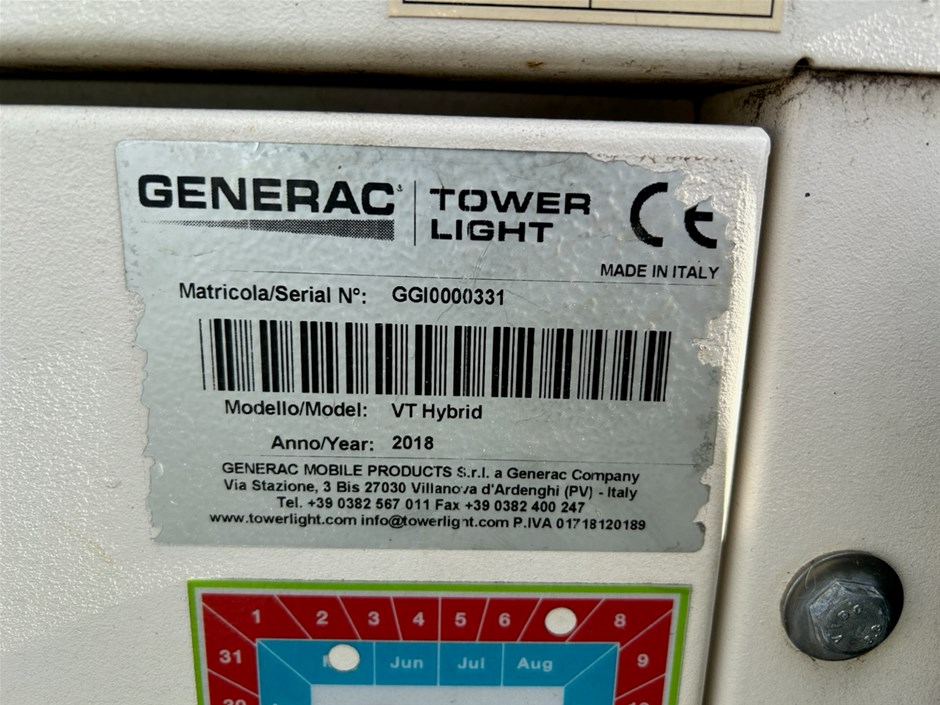 GENERAC TOWER LIGHT CE
MADE IN ITALY
Matricola/Serial N°: GGI0000331
Modello/Model: VT Hybrid
Anno/Year: 2018
GENERAC MOBILE PRODUCTS S.r.l. a Generac Company
Via Stazione, 3 Bis 27030 Villanova d'Ardenghi (PV) - Italy
Tel. +39 0382 567 011 Fax +39 0382 400 247
www.towerlight.com info@towerlight.com P.IVA 01718120189
1 2 3 4 5 6 8
31 Jun Jul Aug 9